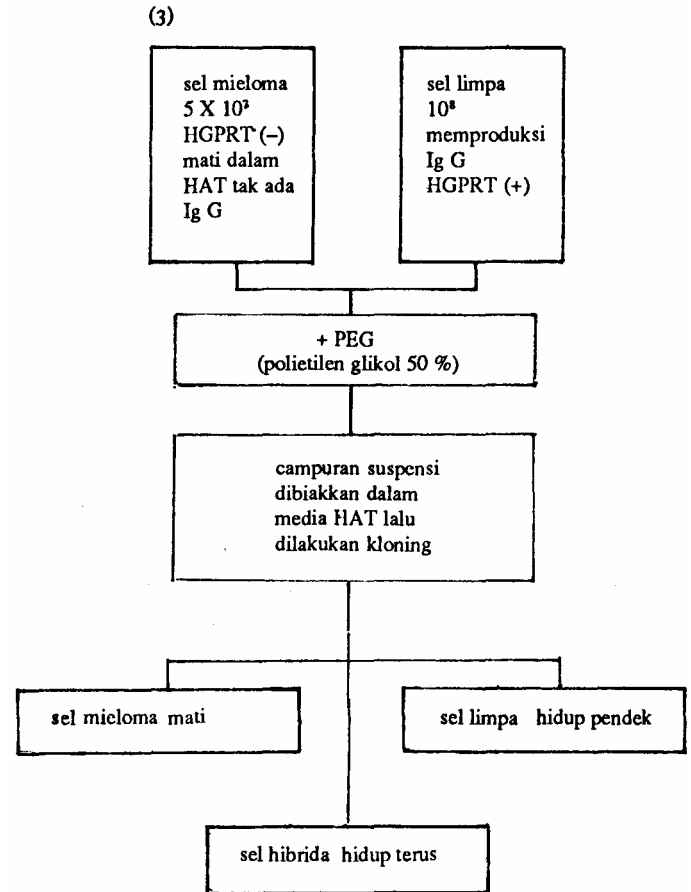 (3)
sel mieloma
5 X 10⁷
HGPRT (–)
mati dalam
HAT tak ada
Ig G
sel limpa
10⁸
memproduksi
Ig G
HGPRT (+)
+ PEG
(polietilen glikol 50 %)
campuran suspensi
dibiakkan dalam
media HAT lalu
dilakukan kloning
sel mieloma mati
sel limpa hidup pendek
sel hibrida hidup terus